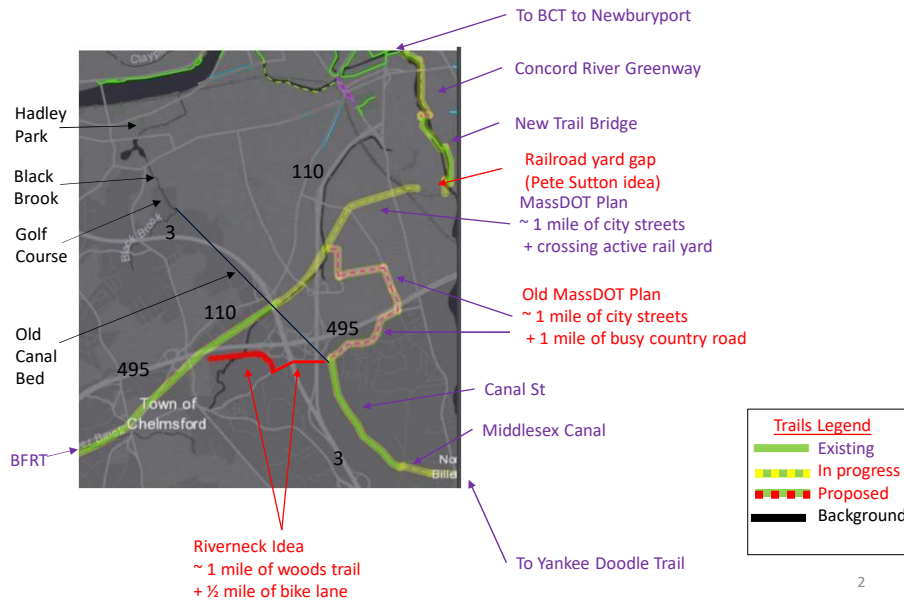 To BCT to Newburyport
Concord River Greenway
Hadley
Park
New Trail Bridge
110
Railroad yard gap
(Pete Sutton idea)
Black
Brook
MassDOT Plan
~ 1 mile of city streets
+ crossing active rail yard
Golf
Course
3
Black Brook
Old MassDOT Plan
~ 1 mile of city streets
+ 1 mile of busy country road
110
495
Old
Canal
Bed
495
Town of
Chelmsford
Canal St
Middlesex Canal
BFRT
3
No
Bille
Trails Legend
Existing
In progress
Proposed
Background
Riverneck Idea
~ 1 mile of woods trail
+ ½ mile of bike lane
To Yankee Doodle Trail
2